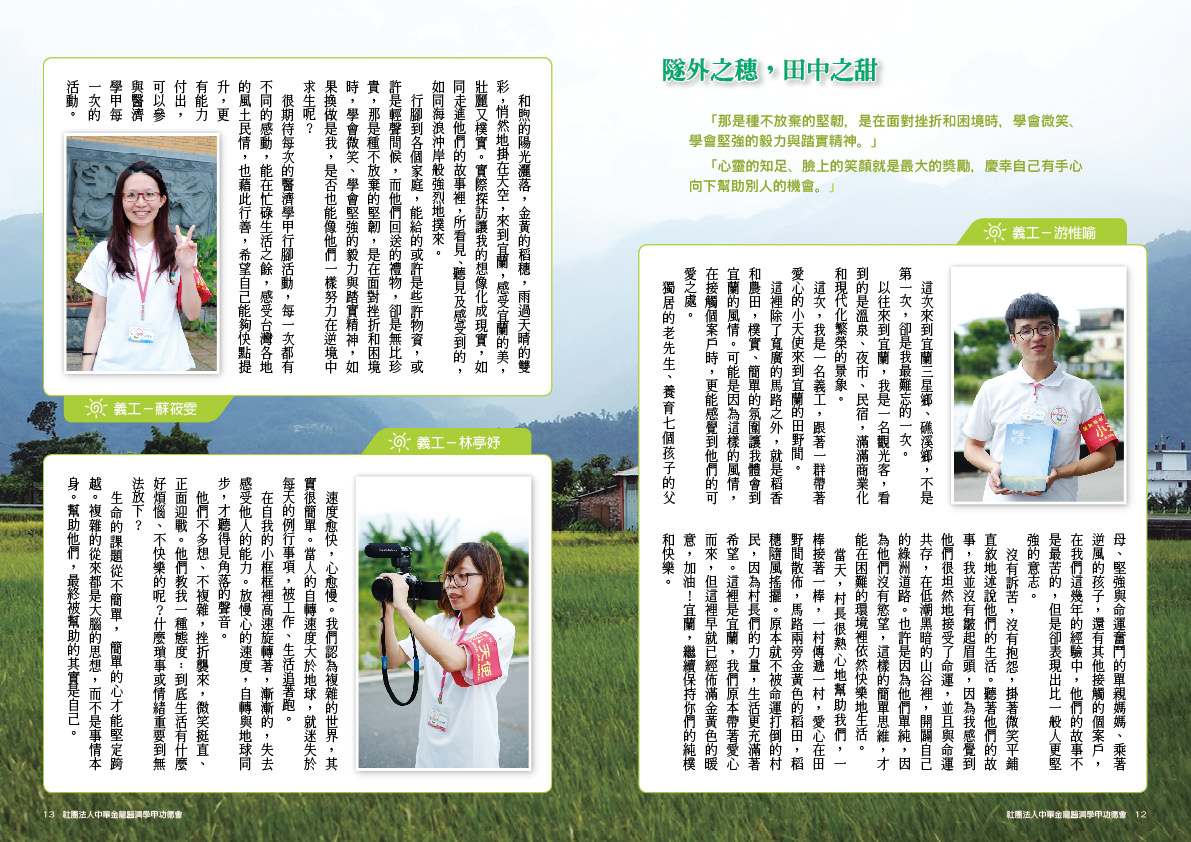 隧外之穗，田中之甜
「那是種不放棄的堅韌，是在面對挫折和困境時，學會微笑、
學會堅強的毅力與踏實精神。」
「心靈的知足、臉上的笑顏就是最大的獎勵，慶幸自己有手心
向下幫助別人的機會。」
義工－游惟喻
這次來到宜蘭三星鄉、礁溪鄉，不是
第一次，卻是我最難忘的一次。
以往來到宜蘭，我是一名觀光客，看
到的是溫泉、夜市、民宿，滿滿商業化
和現代化繁榮的景象。
這次，我是一名義工，跟著一群帶著
愛心的小天使來到宜蘭的田野間。
這裡除了寬廣的馬路之外，就是稻香
和農田，樸實、簡單的氛圍讓我體會到
宜蘭的風情。可能是因為這樣的風情，
在接觸個案戶時，更能感覺到他們的可
愛之處。
獨居的老先生、養育七個孩子的父
母、堅強與命運奮鬥的單親媽媽、乘著
逆風的孩子，還有其他接觸的個案戶，
在我們這幾年的經驗中，他們的故事不
是最苦的，但是卻表現出比一般人更堅
強的意志。
沒有訴苦，沒有抱怨，掛著微笑平鋪
直敘地述說他們的生活。聽著他們的故
事，我並沒有皺起眉頭，因為我感覺到
他們很坦然地接受了命運，並且與命運
共存，在低潮黑暗的山谷裡，開闢自己
的綠洲道路。也許是因為他們單純，因
為他們沒有慾望，這樣的簡單思維，才
能在困難的環境裡依然快樂地生活。
當天，村長很熱心地幫助我們，一
棒接著一棒，一村傳遞一村，愛心在田
野間散佈，馬路兩旁金黃色的稻田，稻
穗隨風搖擺。原本就不被命運打倒的村
民，因為村長們的力量，生活更充滿著
希望。這裡是宜蘭，我們原本帶著愛心
而來，但這裡早就已經佈滿金黃色的暖
意，加油！宜蘭，繼續保持你們的純樸
和快樂。
社團法人中華金龍醫濟學甲功德會 12
和煦的陽光灑落，金黃的稻穗，雨過天晴的雙
彩，悄然地掛在天空，來到宜蘭，感受宜蘭的美，
壯麗又樸實。實際探訪讓我的想像化成現實，如
同走進他們的故事裡，所看見、聽見及感受到的，
如同海浪沖岸般強烈地撲來。
行腳到各個家庭，能給的或許是些許物資，或
許是輕聲問候，而他們回送的禮物，卻是無比珍
貴，那是種不放棄的堅韌，是在面對挫折和困境
時，學會微笑、學會堅強的毅力與踏實精神，如
果換做是我，是否也能像他們一樣努力在逆境中
求生呢？
很期待每次的醫濟學甲行腳活動，每一次都有
不同的感動，能在忙碌生活之餘，感受台灣各地
的風土民情，也藉此行善，希望自己能夠快點提
升，更
有能力
付出，
可以參
與醫濟
學甲每
一次的
活動。
義工－蘇筱雯
義工－林亭妤
速度愈快，心愈慢。我們認為複雜的世界，其
實很簡單。當人的自轉速度大於地球，就迷失於
每天的例行事項，被工作、生活追著跑。
在自我的小框框裡高速旋轉著，漸漸的，失去
感受他人的能力。放慢心的速度，自轉與地球同
步，才聽得見角落的聲音。
他們不多想、不複雜，挫折襲來，微笑挺直、
正面迎戰。他們教我一種態度：到底生活有什麼
好煩惱、不快樂的呢？什麼瑣事或情緒重要到無
法放下？
生命的課題從不簡單，簡單的心才能堅定跨
越。複雜的從來都是大腦的思想，而不是事情本
身。幫助他們，最終被幫助的其實是自己。
天使
13 社團法人中華金龍醫濟學甲功德會